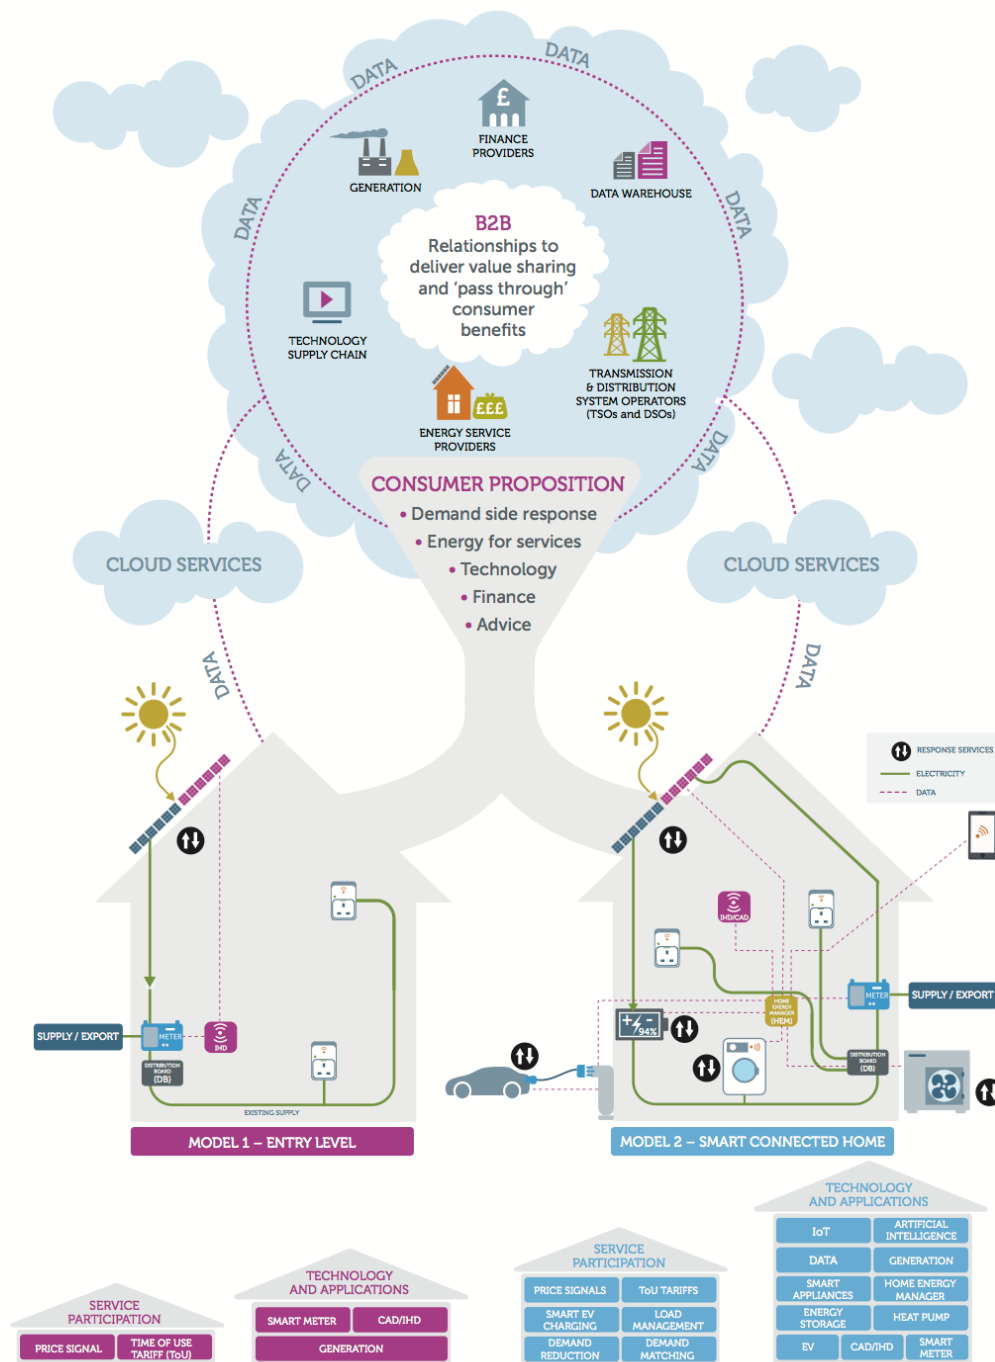 DATA
DATA
£
FINANCE
PROVIDERS
GENERATION
DATA WAREHOUSE
DATA
DATA
B2B
Relationships to
deliver value sharing
and ‘pass through’
consumer
benefits
TECHNOLOGY
SUPPLY CHAIN
TRANSMISSION
& DISTRIBUTION
SYSTEM OPERATORS
(TSOs and DSOs)
£££
ENERGY SERVICE
PROVIDERS
DATA
DATA
CONSUMER PROPOSITION
• Demand side response
• Energy for services
• Technology
• Finance
• Advice
CLOUD SERVICES
CLOUD SERVICES
DATA
DATA
RESPONSE SERVICES
ELECTRICITY
DATA
IHD/CAD
HOME
ENERGY
MANAGER
(HEM)
METER
SUPPLY / EXPORT
SUPPLY / EXPORT
METER
IHD
+ -
94%
DISTRIBUTION
BOARD
(DB)
DISTRIBUTION
BOARD
(DB)
EXISTING SUPPLY
MODEL 1 – ENTRY LEVEL
MODEL 2 – SMART CONNECTED HOME
SERVICE
PARTICIPATION
PRICE SIGNAL
TIME OF USE
TARIFF (ToU)
TECHNOLOGY
AND APPLICATIONS
SMART METER
CAD/IHD
GENERATION
SERVICE
PARTICIPATION
PRICE SIGNALS
ToU TARIFFS
SMART EV
CHARGING
LOAD
MANAGEMENT
DEMAND
REDUCTION
DEMAND
MATCHING
TECHNOLOGY
AND APPLICATIONS
IoT
ARTIFICIAL
INTELLIGENCE
DATA
GENERATION
SMART
APPLIANCES
HOME ENERGY
MANAGER
ENERGY
STORAGE
HEAT PUMP
EV
CAD/IHD
SMART
METER